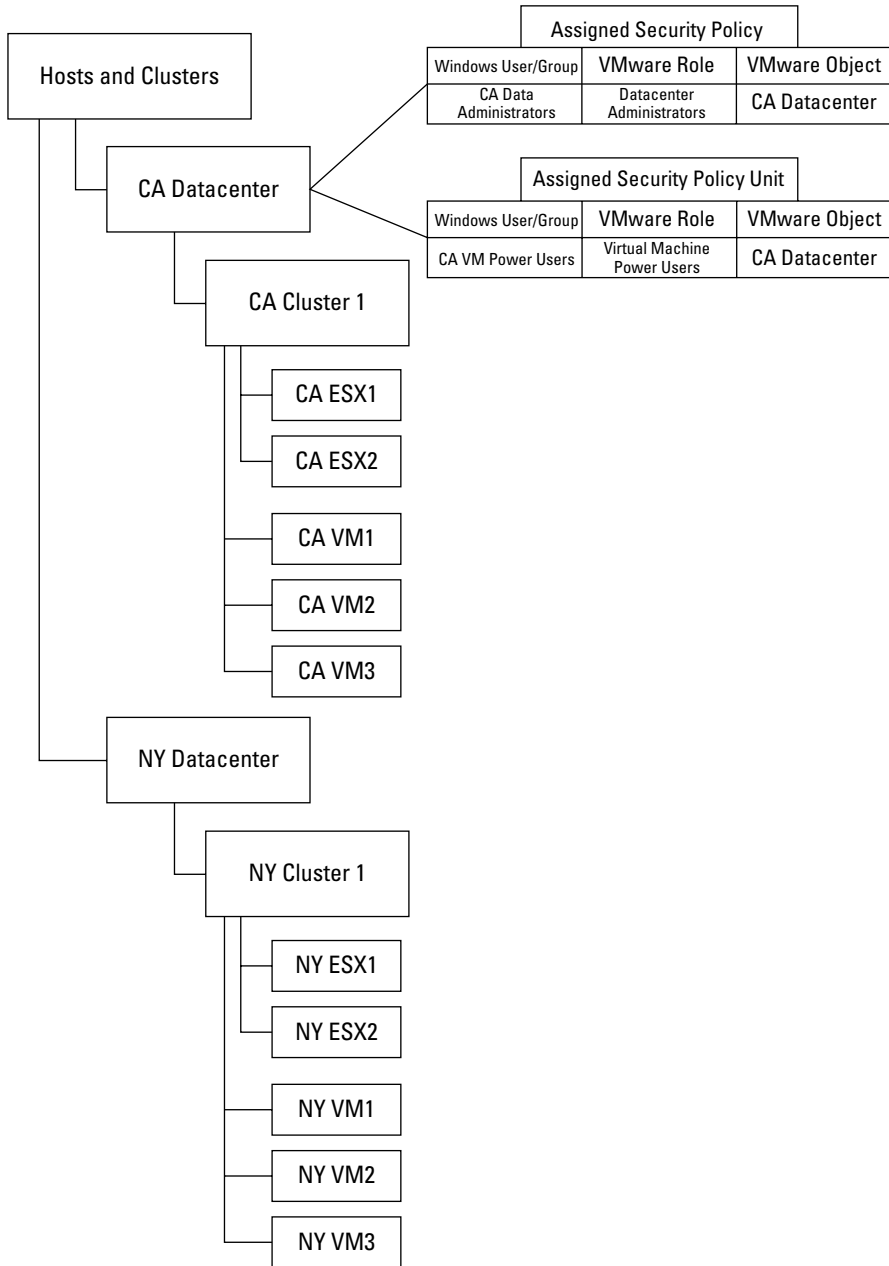 Hosts and Clusters
Assigned Security Policy
Windows User/Group VMware Role VMware Object
CA Data
Administrators
Datacenter
Administrators
CA Datacenter
CA Datacenter
Assigned Security Policy Unit
Windows User/Group VMware Role VMware Object
CA VM Power Users
Virtual Machine
Power Users
CA Datacenter
CA Cluster 1
CA ESX1
CA ESX2
CA VM1
CA VM2
CA VM3
NY Datacenter
NY Cluster 1
NY ESX1
NY ESX2
NY VM1
NY VM2
NY VM3